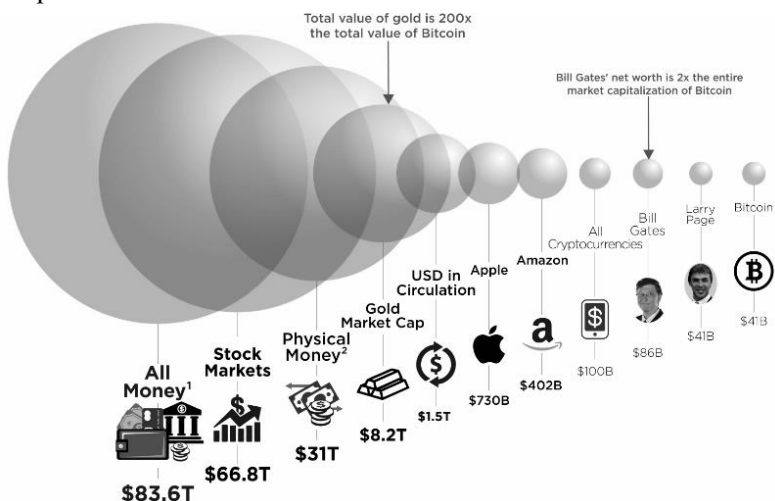 Total value of gold is 200x
the total value of Bitcoin
Bill Gates' net worth is 2x the entire
market capitalization of Bitcoin
All
Money¹
$83.6T
Stock
Markets
$66.8T
Physical
Money²
$31T
Gold
Market Cap
$8.2T
USD in
Circulation
$1.5T
Apple
$730B
Amazon
a
$402B
All
Cryptocurrencies
$100B
Bill
Gates
$86B
Larry
Page
$41B
Bitcoin
$41B